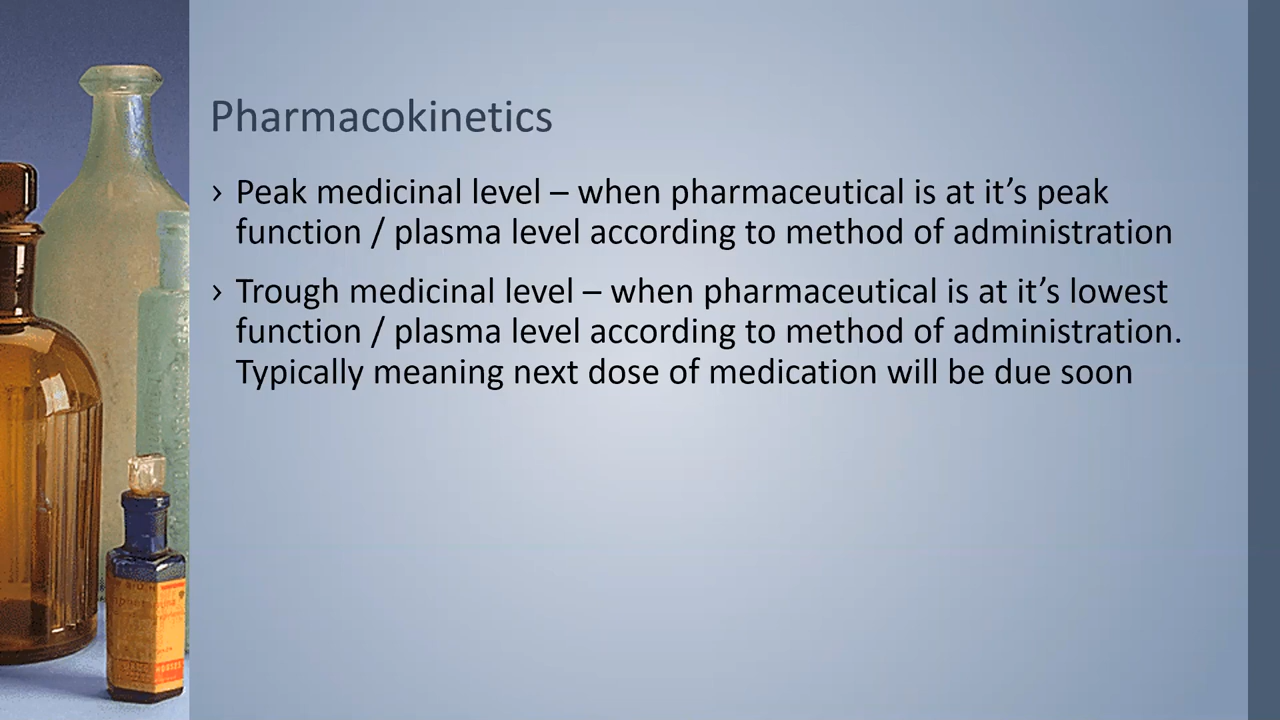 Pharmacokinetics
› Peak medicinal level – when pharmaceutical is at it’s peak
function / plasma level according to method of administration
› Trough medicinal level – when pharmaceutical is at it’s lowest
function / plasma level according to method of administration.
Typically meaning next dose of medication will be due soon